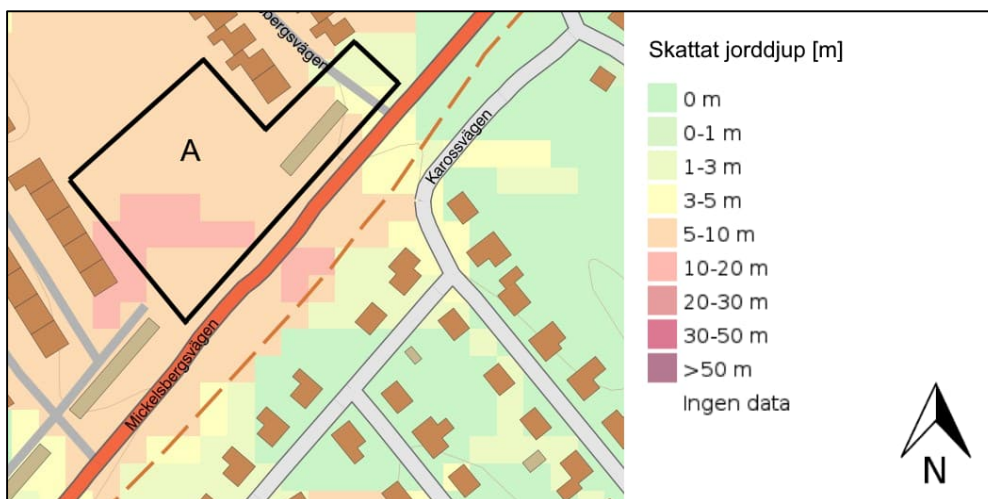 sbergsvägen
A
Karossvägen
Mickelsbergsvägen
Skattat jorddjup [m]
0 m
0-1 m
1-3 m
3-5 m
5-10 m
10-20 m
20-30 m
30-50 m
>50 m
Ingen data
N